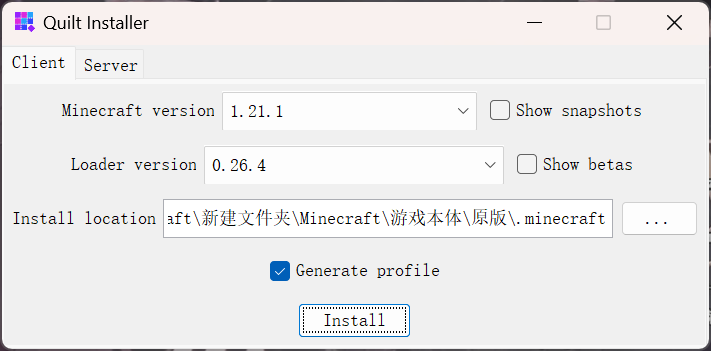 Quilt Installer
Client Server
Minecraft version 1.21.1 Show snapshots
Loader version 0.26.4 Show betas
Install location aft\新建文件夹\Minecraft\游戏本体\原版\.minecraft ...
Generate profile
Install